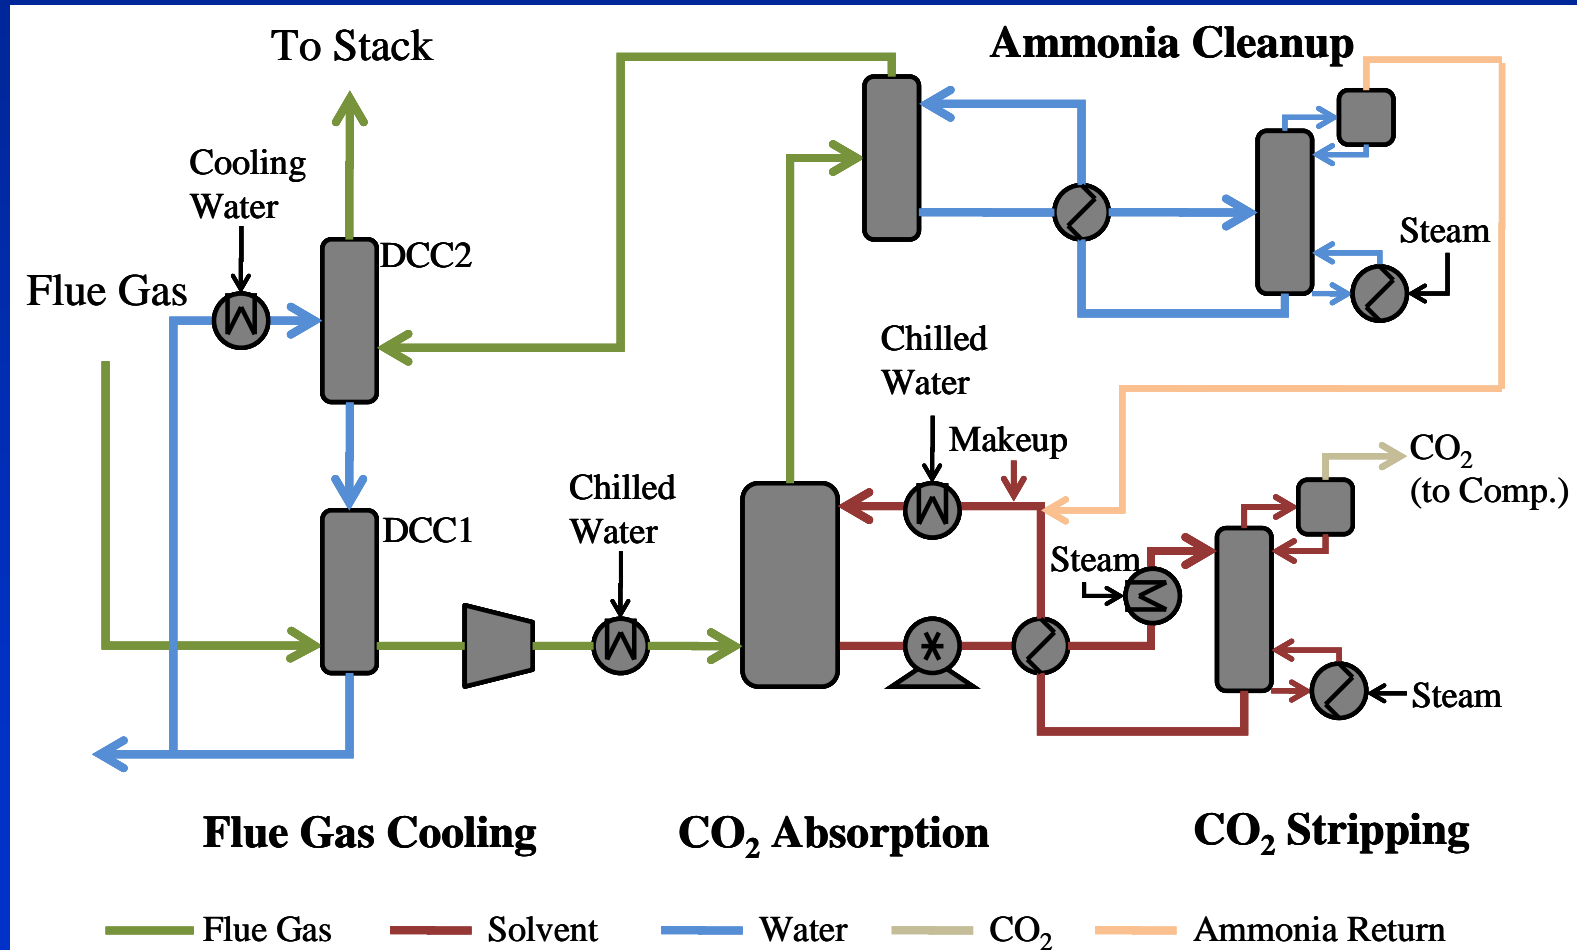 To Stack
Ammonia Cleanup
Cooling
Water
DCC2
Flue Gas
Steam
Chilled
Water
Makeup
CO₂
(to Comp.)
Chilled
Water
DCC1
Steam
Steam
Flue Gas Cooling
CO₂ Absorption
CO₂ Stripping
Flue Gas
Solvent
Water
CO₂
Ammonia Return